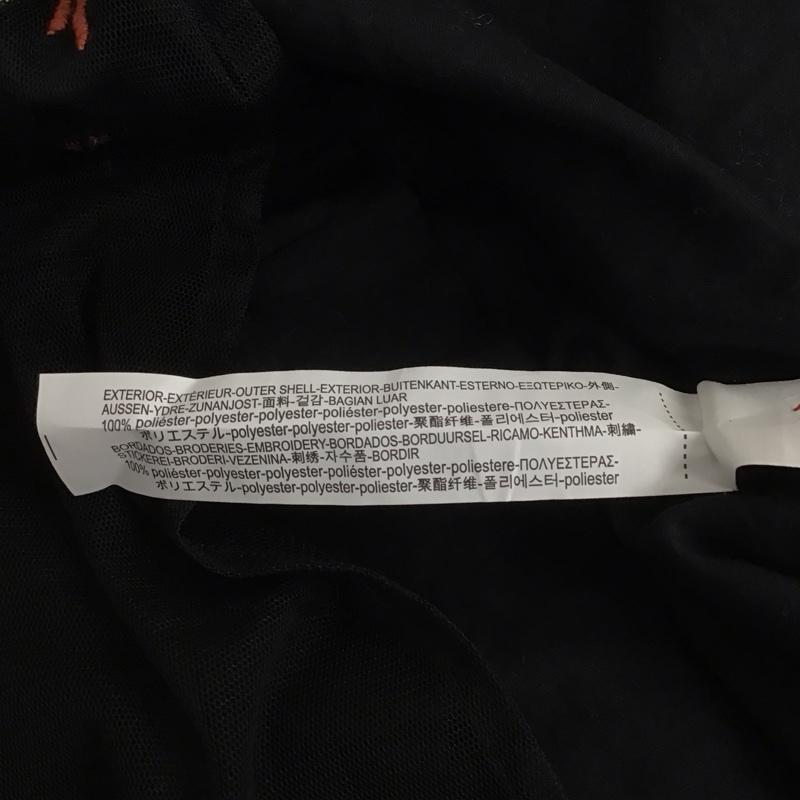 EXTERIOR-EXTÉRIEUR-OUTER SHELL-EXTERIOR-BUITENKANT-ESTERNO-ΕΞΩΤΕΡΙΚΟ-外側-
AUSSEN-YDRE-ZUNANJOST-面料-겉감-BAGIAN LUAR
100% poliéster-polyester-polyester-poliéster-polyester-poliestere-ΠΟΛΥΕΣΤΕΡΑΣ-
ポリエステル-polyester-polyester-poliester-聚酯纤维-폴리에스터-poliester
BORDADOS-BRODERIES-EMBROIDERY-BORDADOS-BORDUURSEL-RICAMO-KENTHMA-刺繍-
STICKEREI-BRODERI-VEZENINA-刺绣-자수품-BORDIR
100% poliéster-polyester-polyester-poliéster-polyester-poliestere-ΠΟΛΥΕΣΤΕΡΑΣ-
ポリエステル-polyester-polyester-poliester-聚酯纤维-폴리에스터-poliester